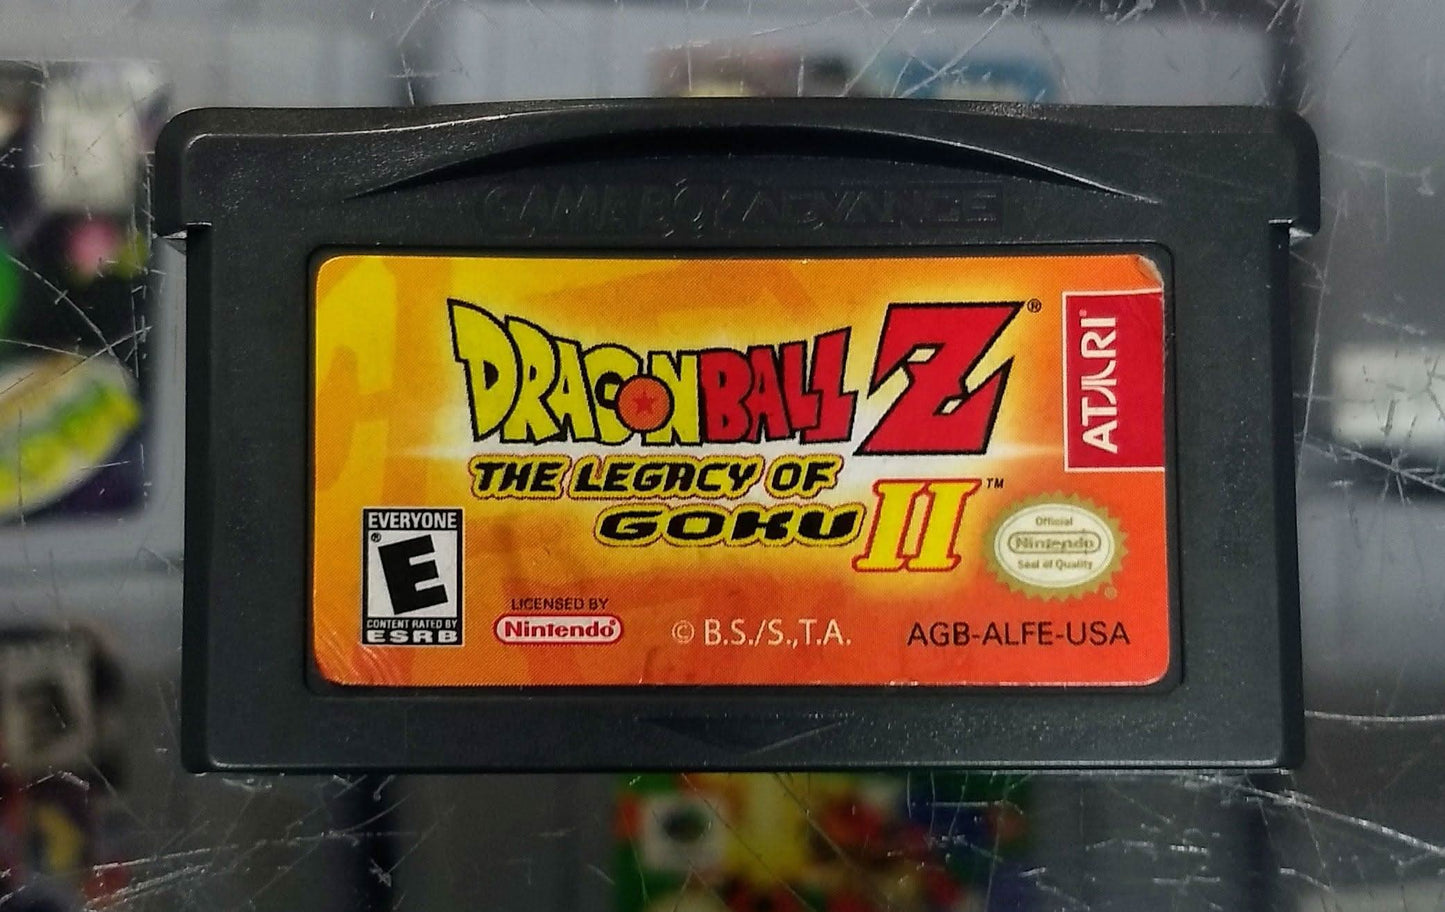 GAME BOY ADVANCE
DRAGONBALL Z®
ATARI®
THE LEGACY OF
GOKU II™
EVERYONE
®
E
CONTENT RATED BY
ESRB
LICENSED BY
Nintendo®
© B.S./S.,T.A.
Official
Nintendo
Seal of Quality
®
AGB-ALFE-USA